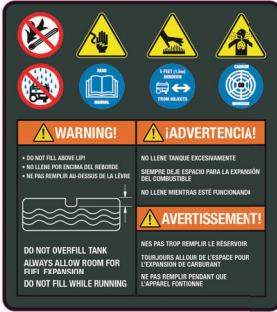 READ
MANUAL
5 FEET (1.5m)
MINIMUM
FROM OBJECTS
CARBON
MONOXIDE
WARNING!
• DO NOT FILL ABOVE LIP!
• NO LLENE POR ENCIMA DEL REBORDE
• NE PAS REMPLIR AU-DESSUS DE LA LÈVRE
DO NOT OVERFILL TANK
ALWAYS ALLOW ROOM FOR
FUEL EXPANSION
DO NOT FILL WHILE RUNNING
¡ADVERTENCIA!
NO LLENE TANQUE EXCESIVAMENTE
SIEMPRE DEJE ESPACIO PARA LA EXPANSIÓN
DEL COMBUSTIBLE
NO LLENE MIENTRAS ESTÉ FUNCIONANDO
AVERTISSEMENT!
NES PAS TROP REMPLIR LE RÉSERVOIR
TOURJOURS ALLOUER DE L'ESPACE POUR
L'EXPANSION DE CARBURANT
NE PAS REMPLIR PENDANT QUE
L'APPAREIL FONTIONNE